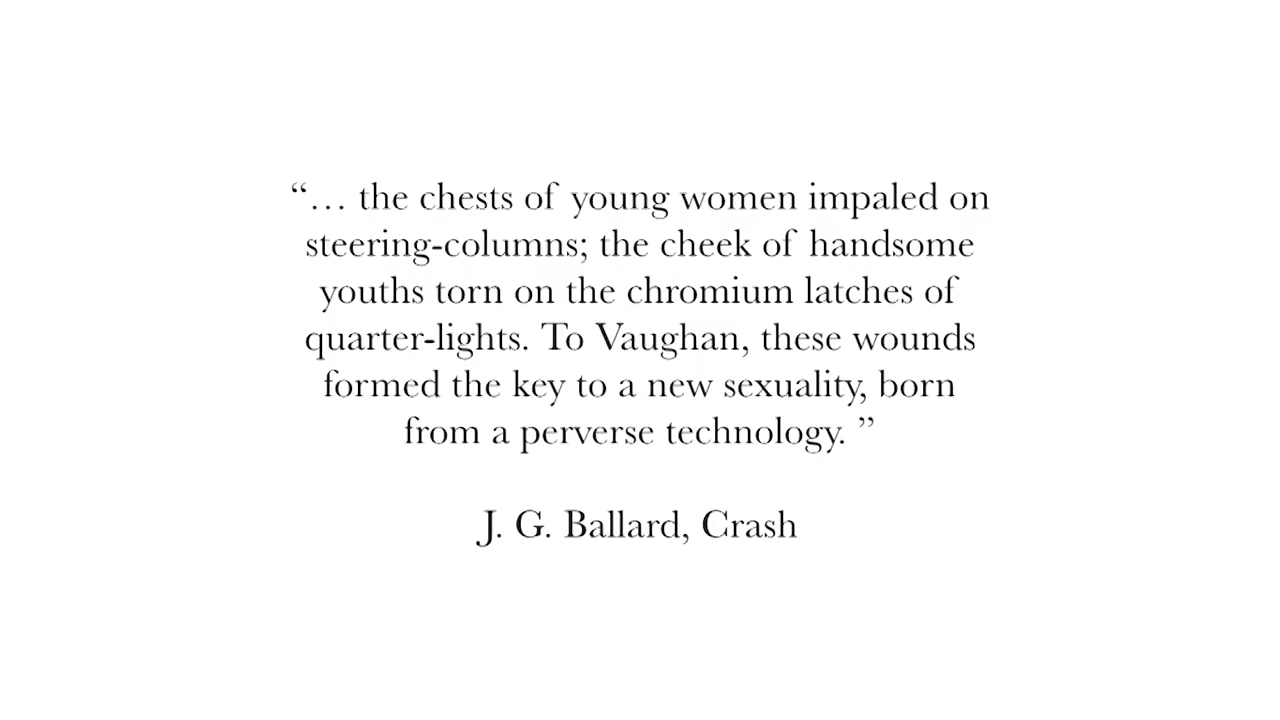 “… the chests of young women impaled on
steering-columns; the cheek of handsome
youths torn on the chromium latches of
quarter-lights. To Vaughan, these wounds
formed the key to a new sexuality, born
from a perverse technology. ”
J. G. Ballard, Crash